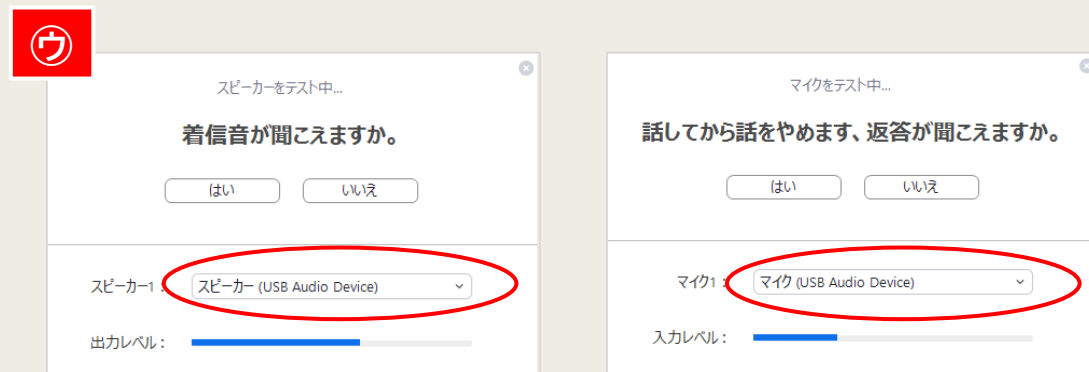 ㋒
スピーカーをテスト中...
着信音が聞こえますか。
はい
いいえ
スピーカー1：
スピーカー (USB Audio Device)
出力レベル：
マイクをテスト中...
話してから話をやめます、返答が聞こえますか。
はい
いいえ
マイク1：
マイク (USB Audio Device)
入力レベル：